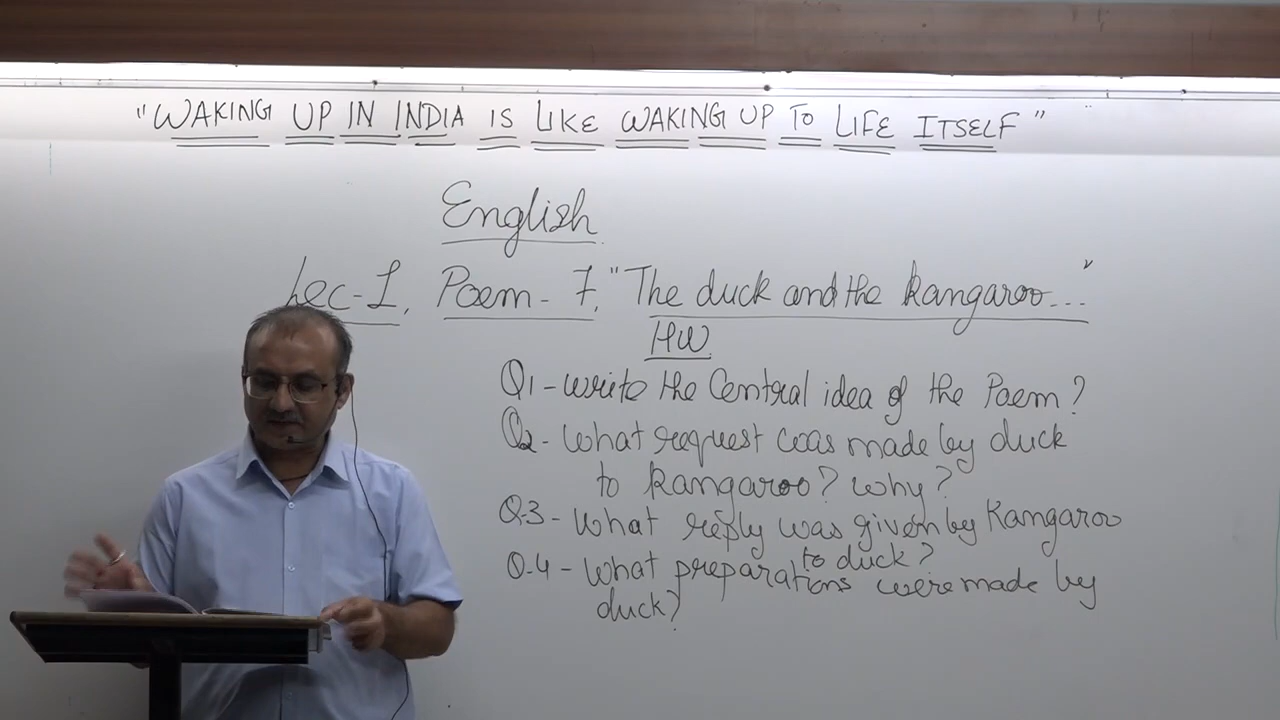 "WAKING UP IN INDIA IS LIKE WAKING UP TO LIFE ITSELF"
English
Lec-1, Poem-7, "The duck and the kangaroo..."
HW
Q1-write the Central idea of the Poem?
Q2-What request was made by duck
to kangaroo? why?
Q.3-What reply was given by Kangaroo
to duck?
Q.4-What preparations were made by
duck?